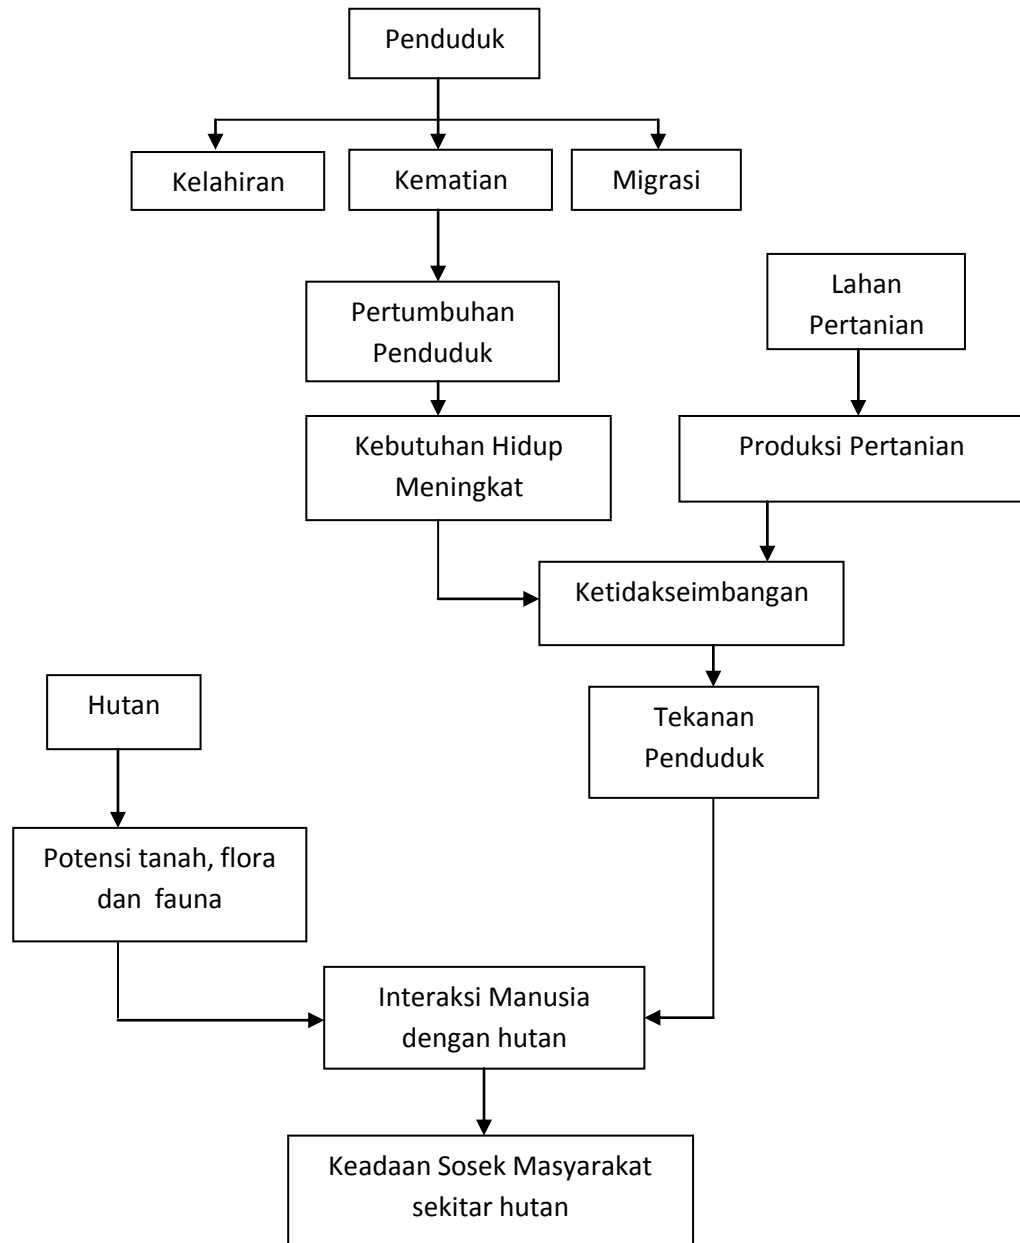 Penduduk
Kelahiran
Kematian
Migrasi
Pertumbuhan
Penduduk
Lahan
Pertanian
Kebutuhan Hidup
Meningkat
Produksi Pertanian
Ketidakseimbangan
Hutan
Tekanan
Penduduk
Potensi tanah, flora
dan fauna
Interaksi Manusia
dengan hutan
Keadaan Sosek Masyarakat
sekitar hutan